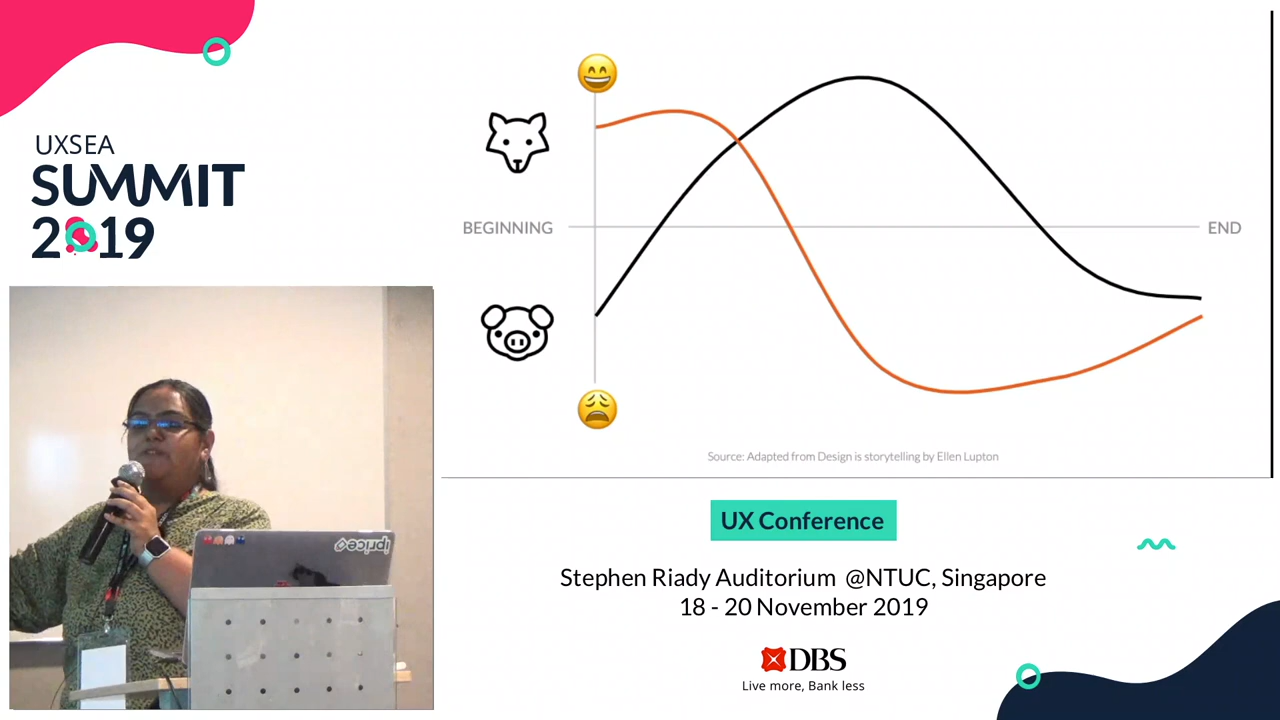 UXSEA
SUMMIT
2019
BEGINNING
END
Source: Adapted from Design is storytelling by Ellen Lupton
iprice
UX Conference
Stephen Riady Auditorium @NTUC, Singapore
18 - 20 November 2019
DBS
Live more, Bank less